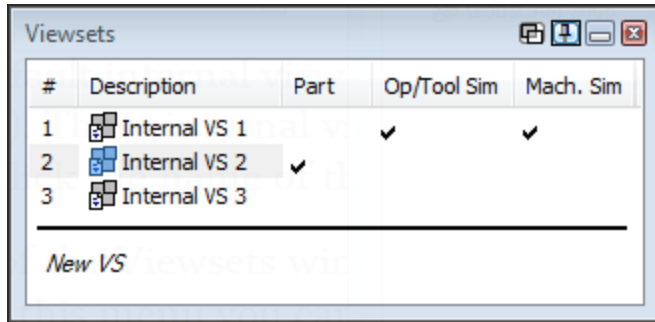 Viewsets
# Description Part Op/Tool Sim Mach. Sim
1 Internal VS 1 ✔ ✔
2 Internal VS 2 ✔
3 Internal VS 3
New VS